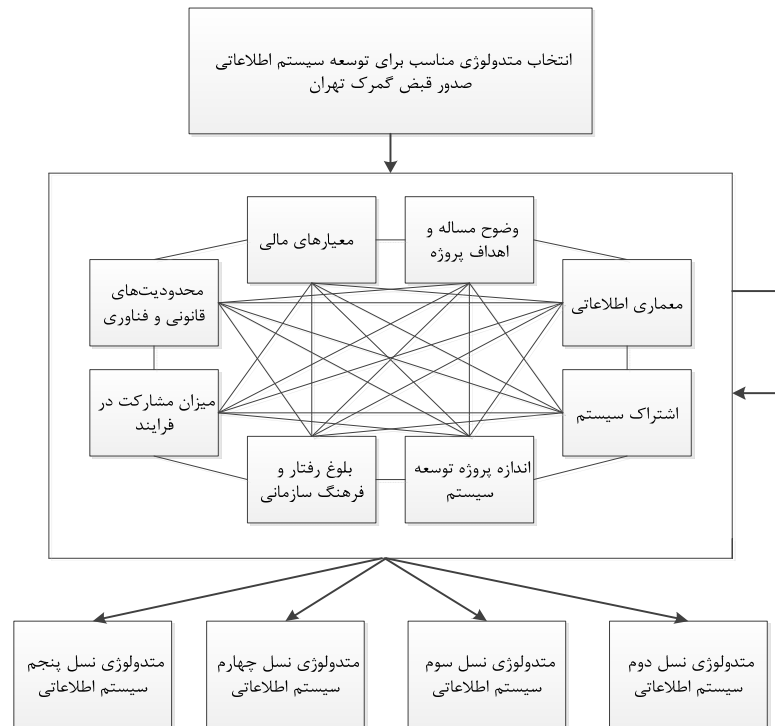 انتخاب متدولوژی مناسب برای توسعه سیستم اطلاعاتی
صدور قبض گمرک تهران
وضوح مساله و
اهداف پروژه
معیارهای مالی
معماری اطلاعاتی
محدودیت‌های
قانونی و فناوری
اشتراک سیستم
میزان مشارکت در
فرایند
اندازه پروژه توسعه
سیستم
بلوغ رفتار و
فرهنگ سازمانی
متدولوژی نسل دوم
سیستم اطلاعاتی
متدولوژی نسل سوم
سیستم اطلاعاتی
متدولوژی نسل چهارم
سیستم اطلاعاتی
متدولوژی نسل پنجم
سیستم اطلاعاتی